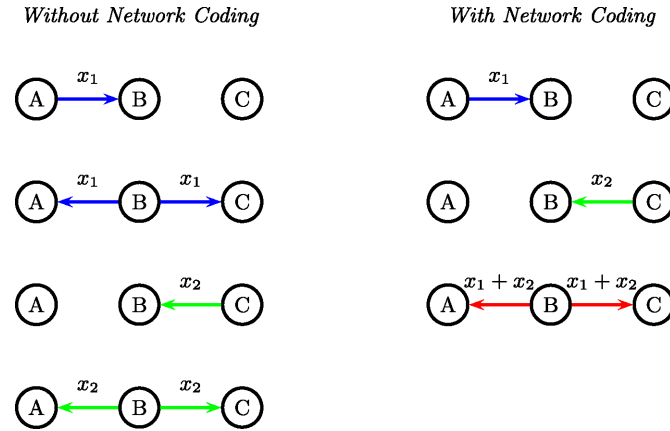 Without Network Coding
x₁
A B C
x₁ x₁
A B C
x₂
A B C
x₂ x₂
A B C
With Network Coding
x₁
A B C
x₂
A B C
x₁ + x₂ x₁ + x₂
A B C